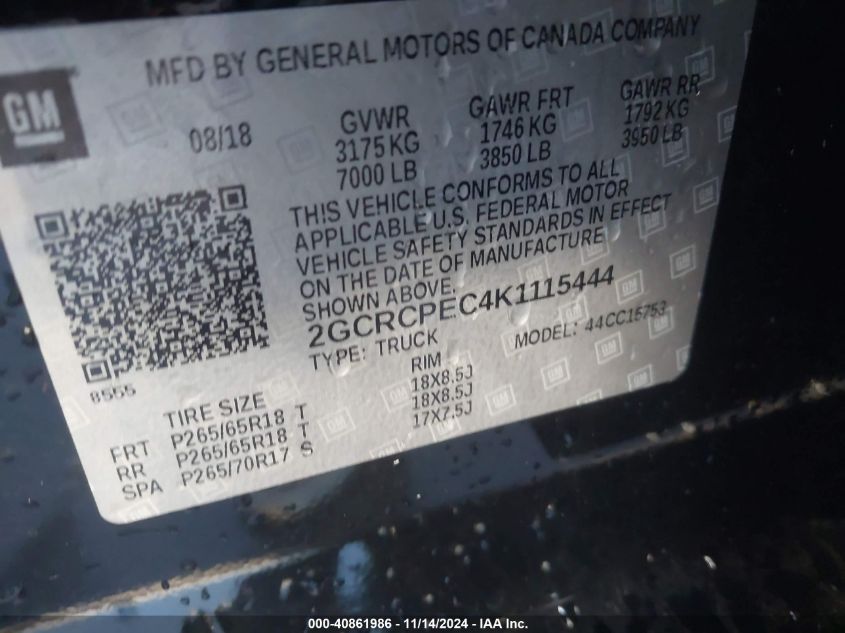 MFD BY GENERAL MOTORS OF CANADA COMPANY
GM
08/18
GVWR
3175 KG
7000 LB
GAWR FRT
1746 KG
3850 LB
GAWR RR
1792 KG
3950 LB
THIS VEHICLE CONFORMS TO ALL
APPLICABLE U.S. FEDERAL MOTOR
VEHICLE SAFETY STANDARDS IN EFFECT
ON THE DATE OF MANUFACTURE
SHOWN ABOVE.
2GCRCPEC4K1115444
TYPE: TRUCK
MODEL: 44CC15753
8555
TIRE SIZE
RIM
FRT P265/65R18 T 18X8.5J
RR P265/65R18 T 18X8.5J
SPA P265/70R17 S 17X7.5J
000-40861986 - 11/14/2024 - IAA Inc.